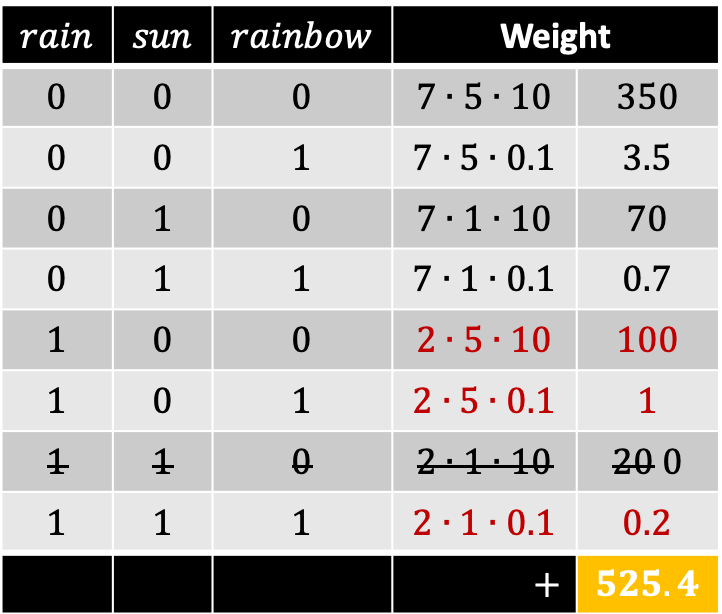 rain sun rainbow Weight
0 0 0 7 · 5 · 10 350
0 0 1 7 · 5 · 0.1 3.5
0 1 0 7 · 1 · 10 70
0 1 1 7 · 1 · 0.1 0.7
1 0 0 2 · 5 · 10 100
1 0 1 2 · 5 · 0.1 1
1 1 0 2 · 1 · 10 20 0
1 1 1 2 · 1 · 0.1 0.2
+ 525.4